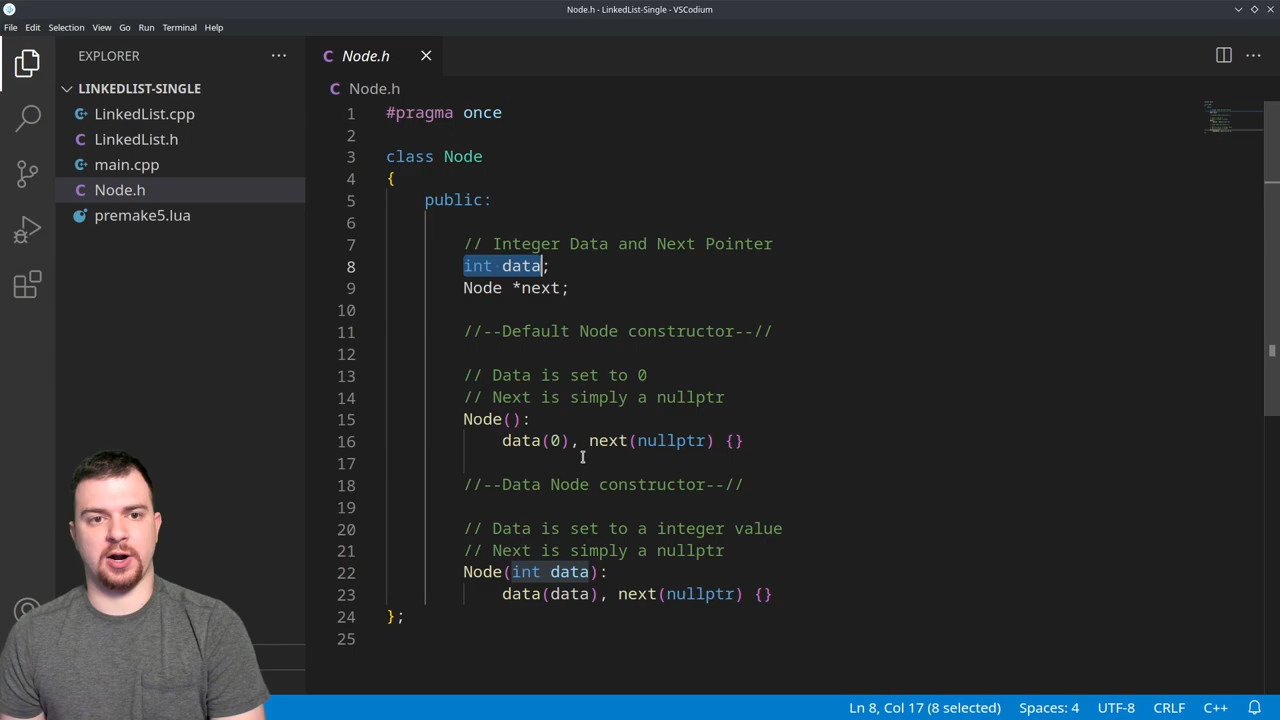 Node.h - LinkedList-Single - VSCodium
File Edit Selection View Go Run Terminal Help
EXPLORER
LINKEDLIST-SINGLE
LinkedList.cpp
LinkedList.h
main.cpp
Node.h
premake5.lua
Node.h
Node.h
1 #pragma once
2
3 class Node
4 {
5 public:
6
7 // Integer Data and Next Pointer
8 int data;
9 Node *next;
10
11 //--Default Node constructor--//
12
13 // Data is set to 0
14 // Next is simply a nullptr
15 Node():
16 data(0), next(nullptr) {}
17
18 //--Data Node constructor--//
19
20 // Data is set to a integer value
21 // Next is simply a nullptr
22 Node(int data):
23 data(data), next(nullptr) {}
24 };
25
Ln 8, Col 17 (8 selected) Spaces: 4 UTF-8 CRLF C++